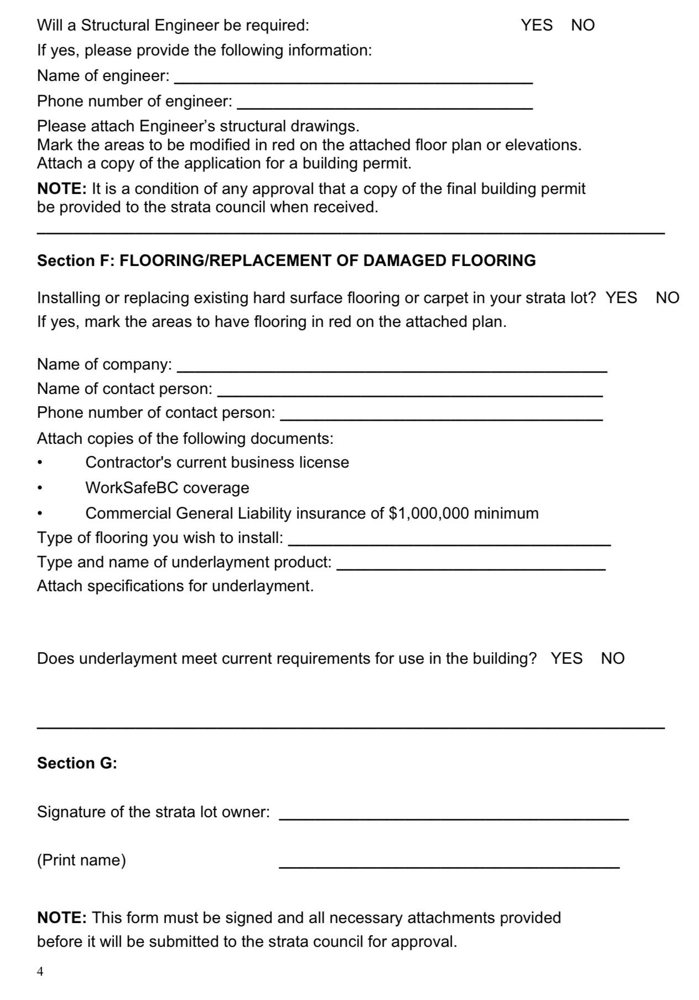 Will a Structural Engineer be required: YES NO
If yes, please provide the following information:
Name of engineer: ________________________________________
Phone number of engineer: _________________________________
Please attach Engineer’s structural drawings.
Mark the areas to be modified in red on the attached floor plan or elevations.
Attach a copy of the application for a building permit.
NOTE: It is a condition of any approval that a copy of the final building permit
be provided to the strata council when received.
______________________________________________________________________
Section F: FLOORING/REPLACEMENT OF DAMAGED FLOORING
Installing or replacing existing hard surface flooring or carpet in your strata lot? YES NO
If yes, mark the areas to have flooring in red on the attached plan.
Name of company: ________________________________________________
Name of contact person: ___________________________________________
Phone number of contact person: ____________________________________
Attach copies of the following documents:
• Contractor's current business license
• WorkSafeBC coverage
• Commercial General Liability insurance of $1,000,000 minimum
Type of flooring you wish to install: ____________________________________
Type and name of underlayment product: ______________________________
Attach specifications for underlayment.
Does underlayment meet current requirements for use in the building? YES NO
______________________________________________________________________
Section G:
Signature of the strata lot owner: _______________________________________
(Print name) ______________________________________
NOTE: This form must be signed and all necessary attachments provided
before it will be submitted to the strata council for approval.
4